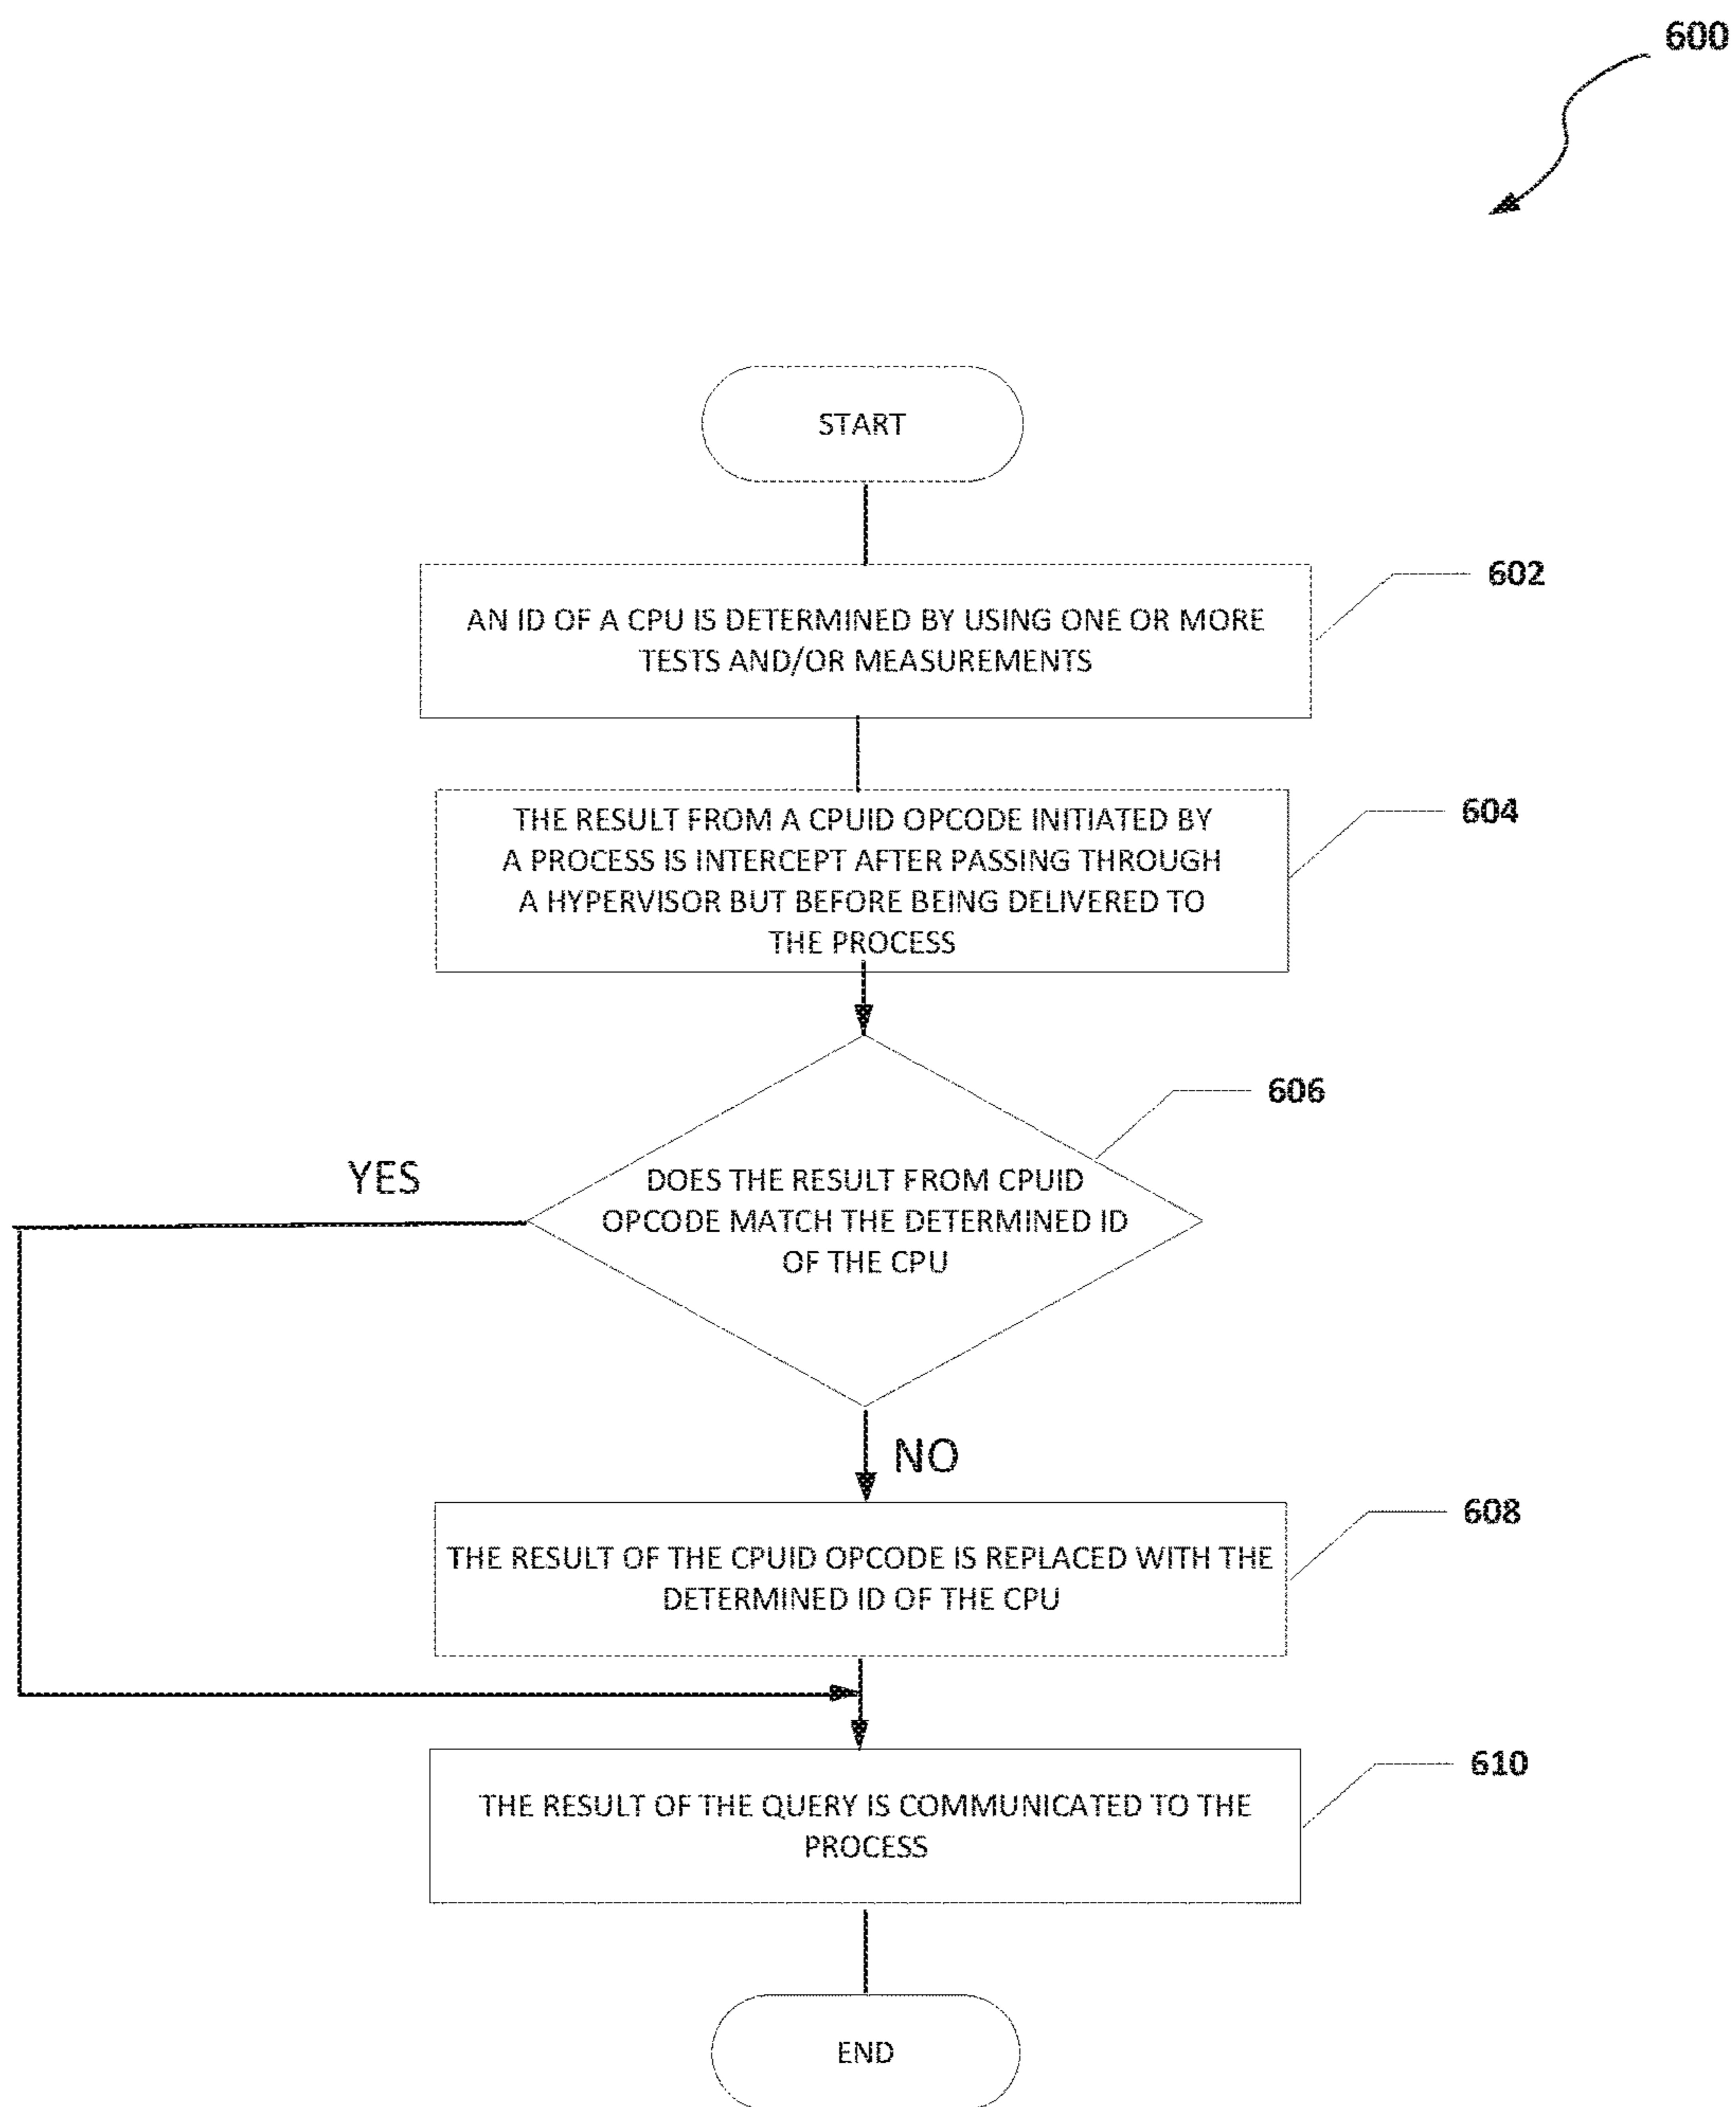 600
START
602
AN ID OF A CPU IS DETERMINED BY USING ONE OR MORE
TESTS AND/OR MEASUREMENTS
604
THE RESULT FROM A CPUID OPCODE INITIATED BY
A PROCESS IS INTERCEPT AFTER PASSING THROUGH
A HYPERVISOR BUT BEFORE BEING DELIVERED TO
THE PROCESS
606
YES
DOES THE RESULT FROM CPUID
OPCODE MATCH THE DETERMINED ID
OF THE CPU
NO
608
THE RESULT OF THE CPUID OPCODE IS REPLACED WITH THE
DETERMINED ID OF THE CPU
610
THE RESULT OF THE QUERY IS COMMUNICATED TO THE
PROCESS
END